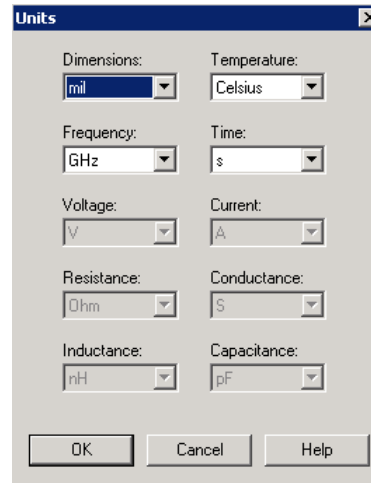 Units
Dimensions: Temperature:
mil Celsius
Frequency: Time:
GHz s
Voltage: Current:
V A
Resistance: Conductance:
Ohm S
Inductance: Capacitance:
nH pF
OK Cancel Help